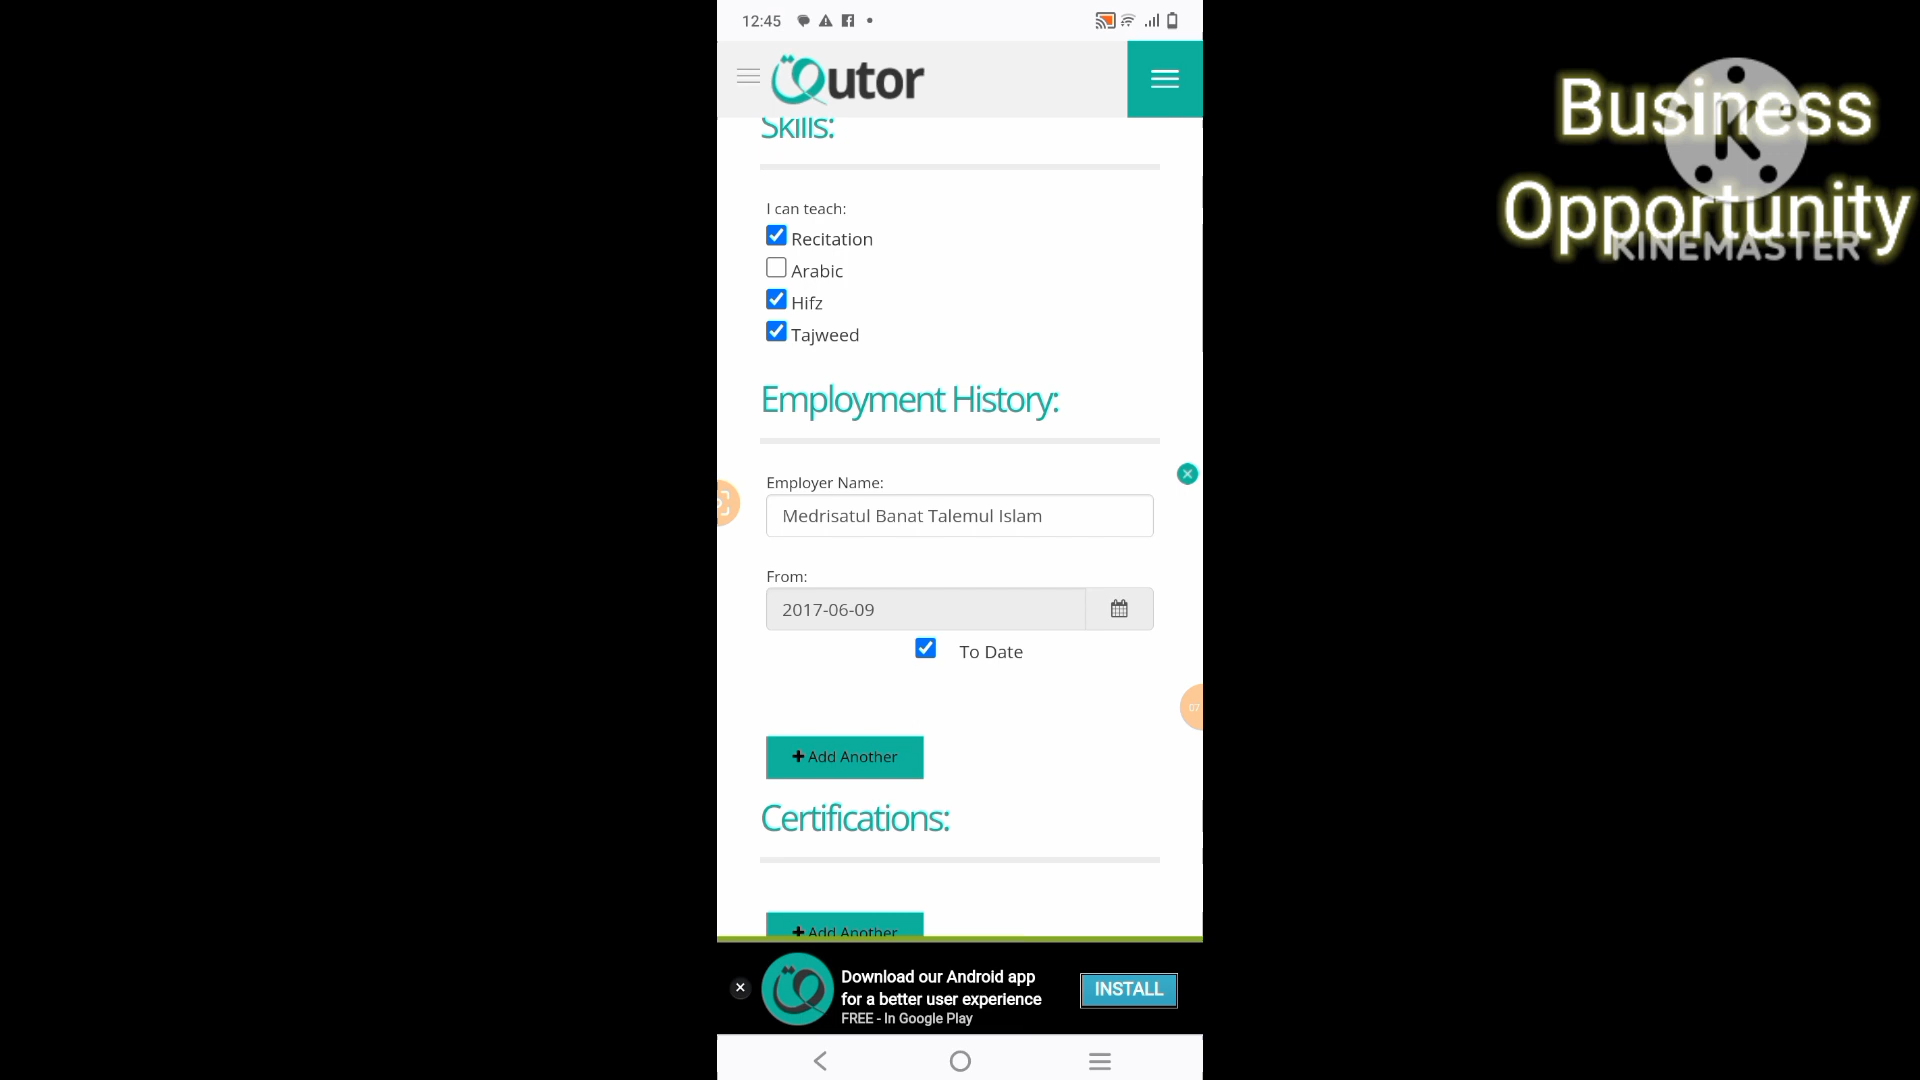 12:45
Qutor
Business
Opportunity
KINEMASTER
Skills:
I can teach:
Recitation
Arabic
Hifz
Tajweed
Employment History:
Employer Name:
Medrisatul Banat Talemul Islam
From:
2017-06-09
To Date
07
+ Add Another
Certifications:
+ Add Another
Download our Android app
for a better user experience
FREE - In Google Play
INSTALL